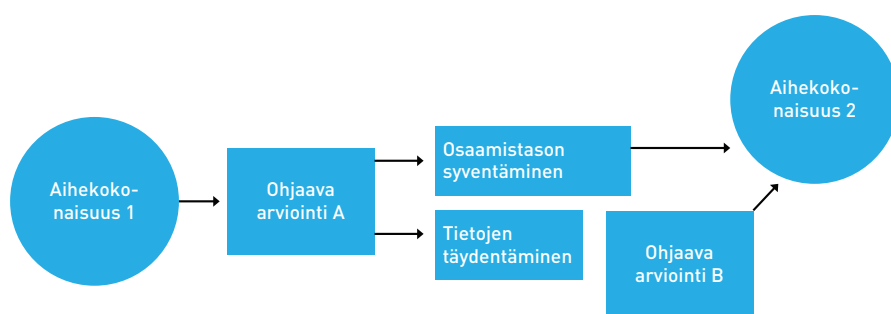 Aihekoko-
naisuus 1
Ohjaava
arviointi A
Osaamistason
syventäminen
Tietojen
täydentäminen
Ohjaava
arviointi B
Aihekoko-
naisuus 2